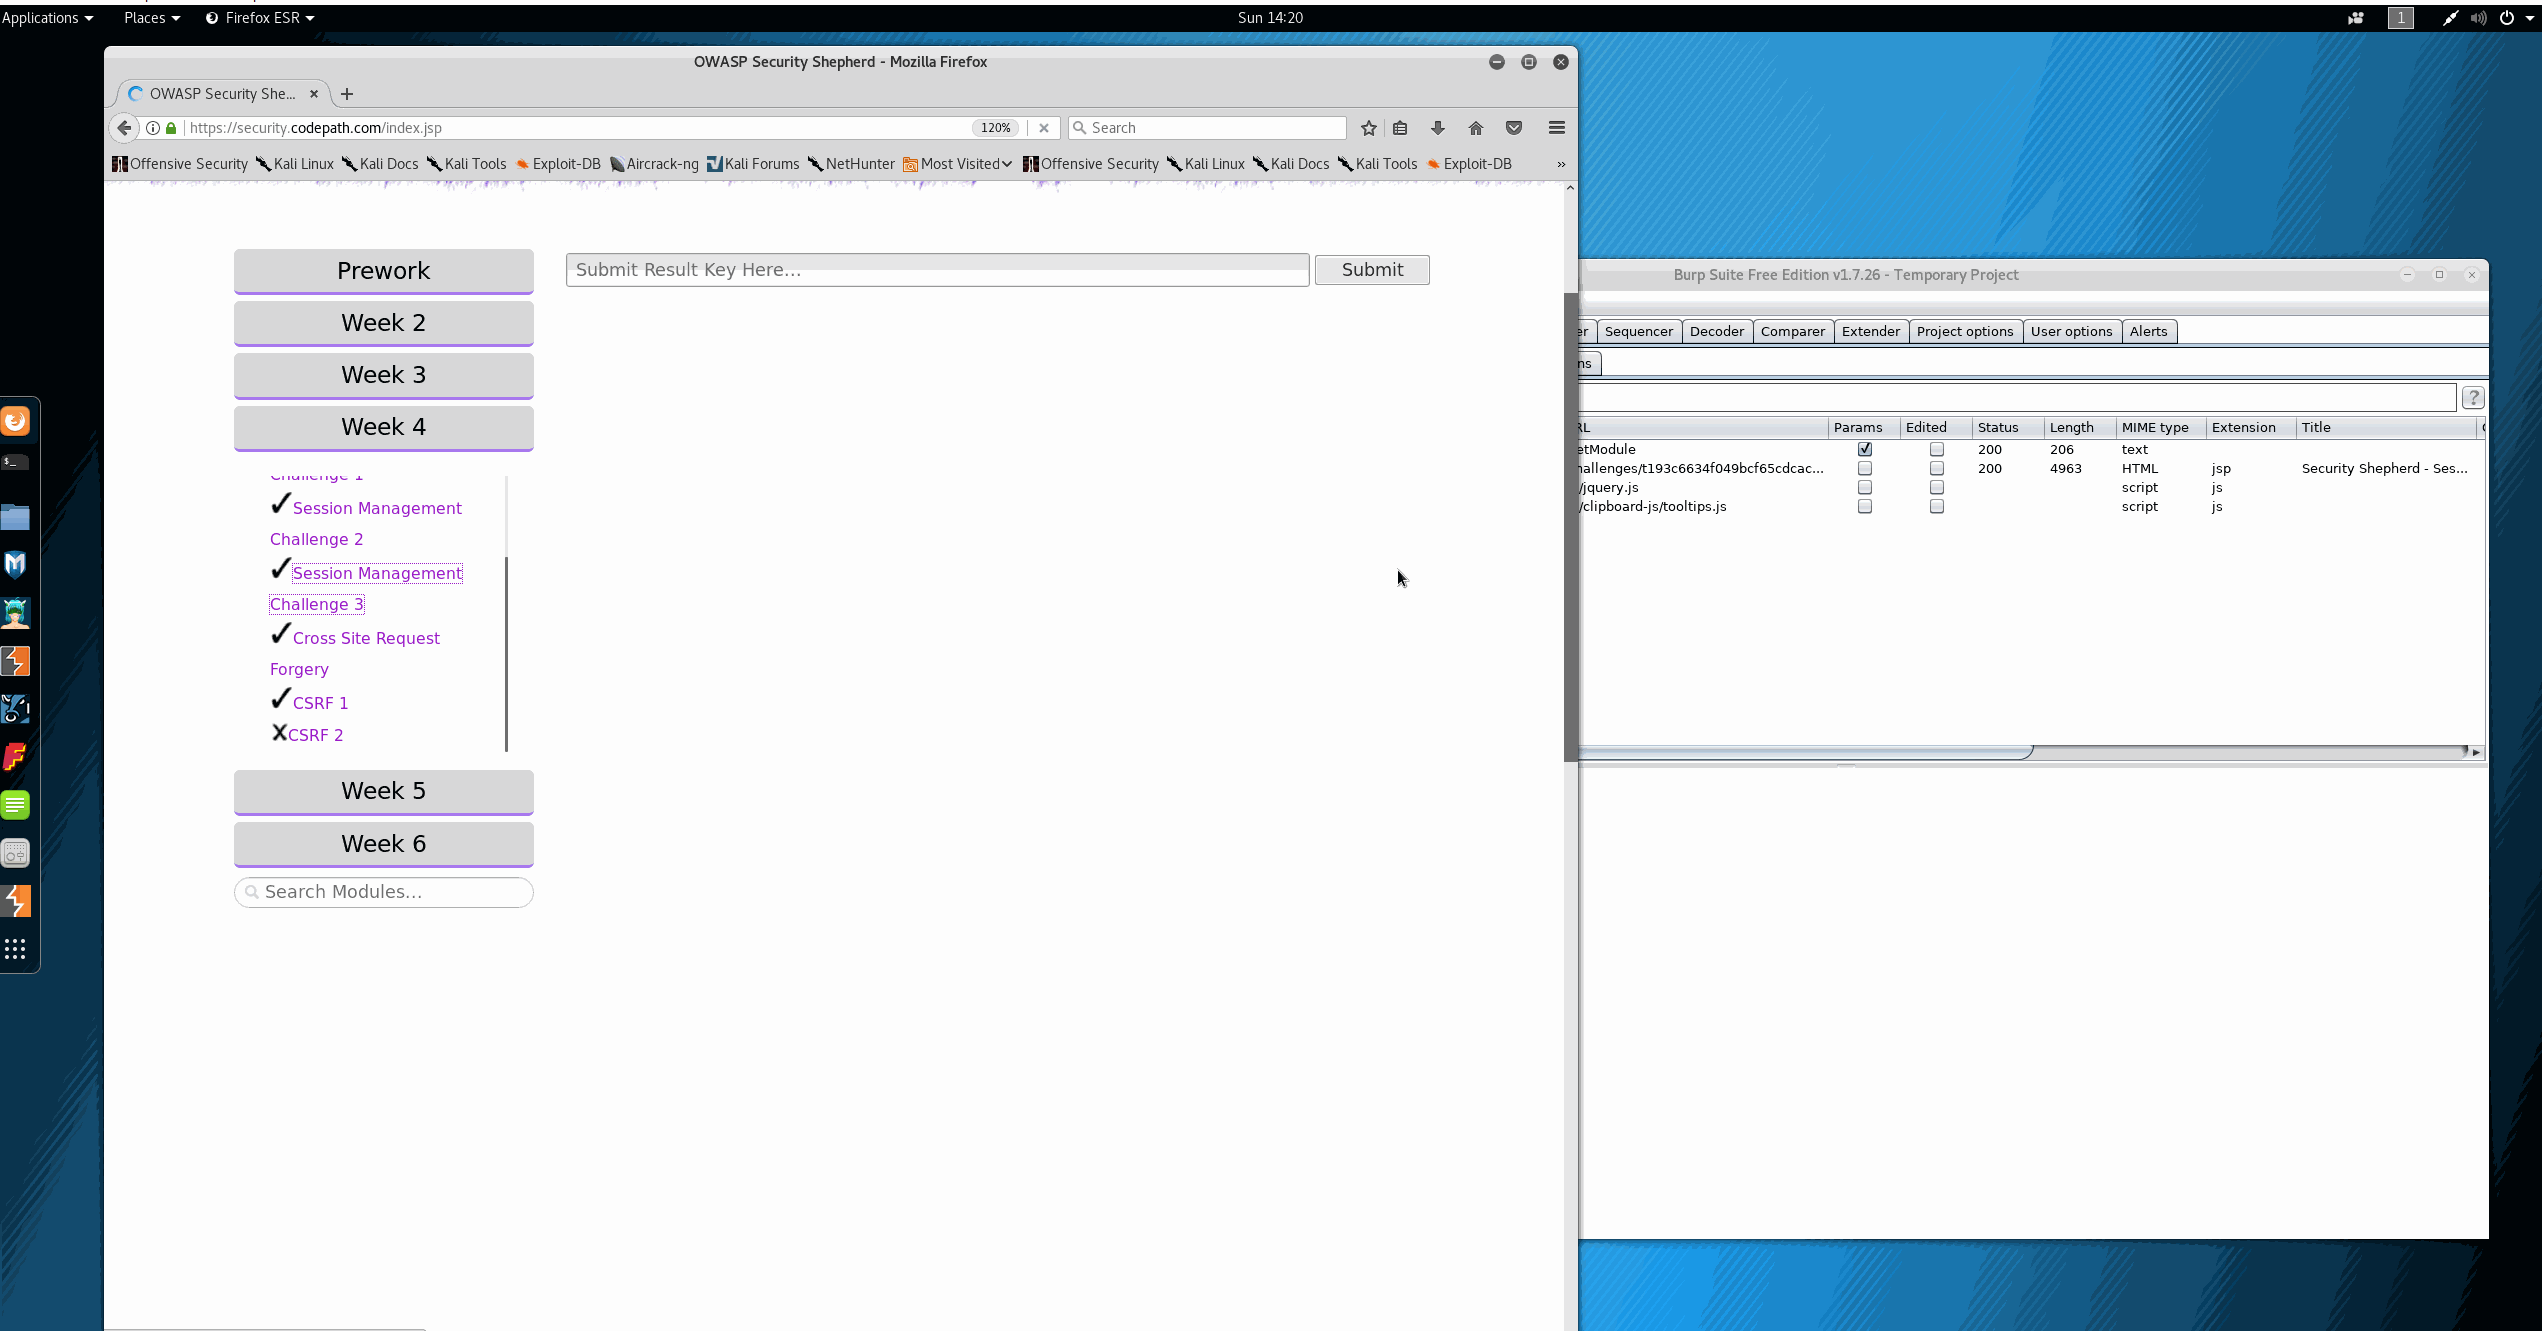 Applications Places Firefox ESR Sun 14:20 1
OWASP Security Shepherd - Mozilla Firefox
OWASP Security She...
https://security.codepath.com/index.jsp 120% Search
Offensive Security Kali Linux Kali Docs Kali Tools Exploit-DB Aircrack-ng Kali Forums NetHunter Most Visited Offensive Security Kali Linux Kali Docs Kali Tools Exploit-DB »
Prework
Submit Result Key Here... Submit
Week 2
Week 3
Week 4
Challenge 1
Session Management
Challenge 2
Session Management
Challenge 3
Cross Site Request
Forgery
CSRF 1
XCSRF 2
Week 5
Week 6
Search Modules...
Burp Suite Free Edition v1.7.26 - Temporary Project
er Sequencer Decoder Comparer Extender Project options User options Alerts
ns
?
RL Params Edited Status Length MIME type Extension Title
etModule 200 206 text
hallenges/t193c6634f049bcf65cdcac... 200 4963 HTML jsp Security Shepherd - Ses...
/jquery.js script js
/clipboard-js/tooltips.js script js